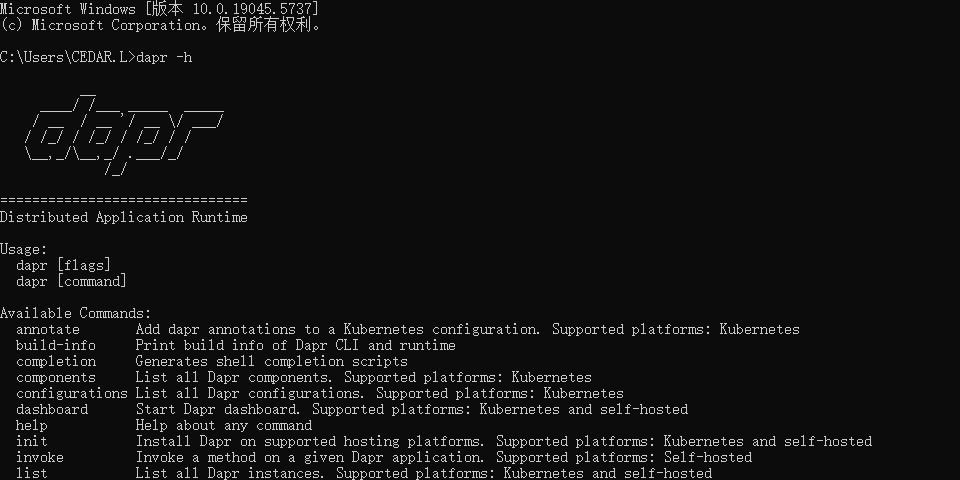 Microsoft Windows [版本 10.0.19045.5737]
(c) Microsoft Corporation。保留所有权利。
C:\Users\CEDAR.L>dapr -h
dapr
===============================
Distributed Application Runtime
Usage:
dapr [flags]
dapr [command]
Available Commands:
annotate Add dapr annotations to a Kubernetes configuration. Supported platforms: Kubernetes
build-info Print build info of Dapr CLI and runtime
completion Generates shell completion scripts
components List all Dapr components. Supported platforms: Kubernetes
configurations List all Dapr configurations. Supported platforms: Kubernetes
dashboard Start Dapr dashboard. Supported platforms: Kubernetes and self-hosted
help Help about any command
init Install Dapr on supported hosting platforms. Supported platforms: Kubernetes and self-hosted
invoke Invoke a method on a given Dapr application. Supported platforms: Self-hosted
list List all Dapr instances. Supported platforms: Kubernetes and self-hosted